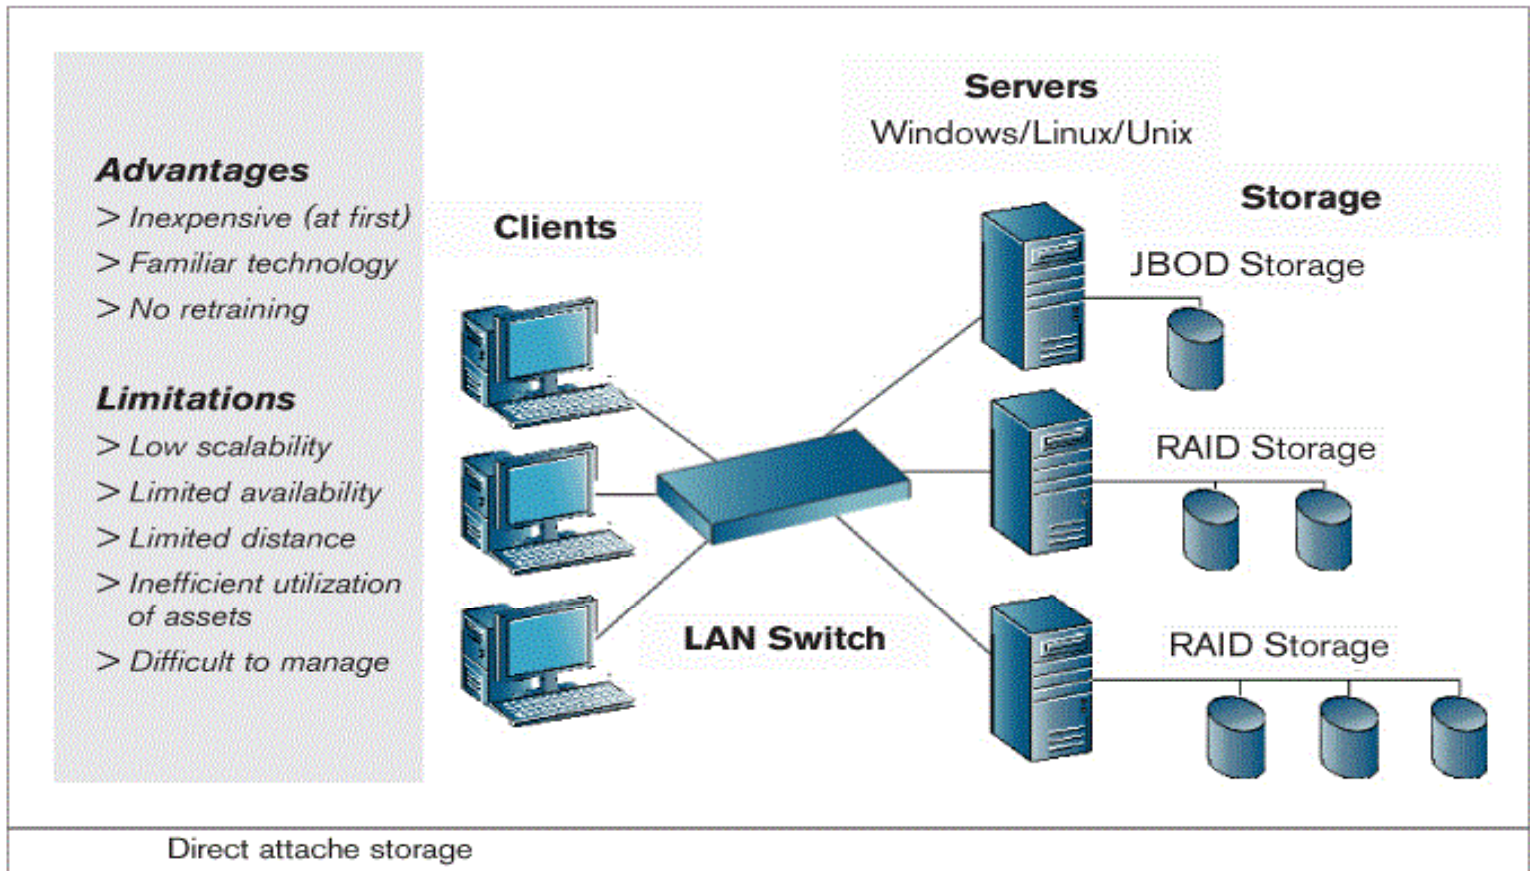 Advantages
> Inexpensive (at first)
> Familiar technology
> No retraining
Limitations
> Low scalability
> Limited availability
> Limited distance
> Inefficient utilization
of assets
> Difficult to manage
Clients
LAN Switch
Servers
Windows/Linux/Unix
Storage
JBOD Storage
RAID Storage
RAID Storage
Direct attache storage